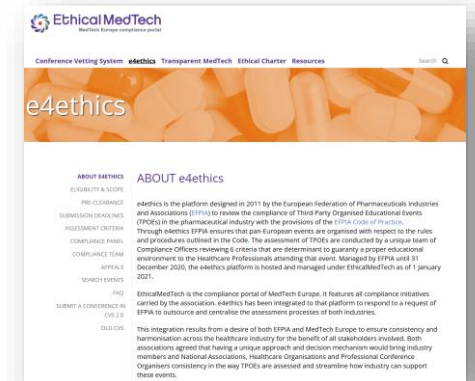 Ethical MedTech
MedTech Europe compliance portal
Conference Vetting System e4ethics Transparent MedTech Ethical Charter Resources Search
e4ethics
ABOUT E4ETHICS
ELIGIBILITY & SCOPE
PRE-CLEARANCE
SUBMISSION DEADLINES
ASSESSMENT CRITERIA
COMPLIANCE PANEL
COMPLIANCE TEAM
APPEALS
SEARCH EVENTS
FAQ
SUBMIT A CONFERENCE IN
CVS 2.0
OLD CVS
ABOUT e4ethics
e4ethics is the platform designed in 2011 by the European Federation of Pharmaceuticals Industries
and Associations (EFPIA) to review the compliance of Third-Party Organised Educational Events
(TPOEs) in the pharmaceutical industry with the provisions of the EFPIA Code of Practice.
Through e4ethics EFPIA ensures that pan-European events are organised with respect to the rules
and procedures outlined in the Code. The assessment of TPOEs are conducted by a unique team of
Compliance Officers reviewing 6 criteria that are determinant to guaranty a proper educational
environment to the Healthcare Professionals attending that event. Managed by EFPIA until 31
December 2020, the e4ethics platform is hosted and managed under EthicalMedTech as of 1 January
2021.
EthicalMedTech is the compliance portal of MedTech Europe. It features all compliance initiatives
carried by the association. e4ethics has been integrated to that platform to respond to a request of
EFPIA to outsource and centralise the assessment processes of both industries.
This integration results from a desire of both EFPIA and MedTech Europe to ensure consistency and
harmonisation across the healthcare industry for the benefit of all stakeholders involved. Both
associations agreed that having a unique approach and decision mechanism would bring industry
members and National Associations, Healthcare Organisations and Professional Conference
Organisers consistency in the way TPOEs are assessed and streamline how industry can support
these events.